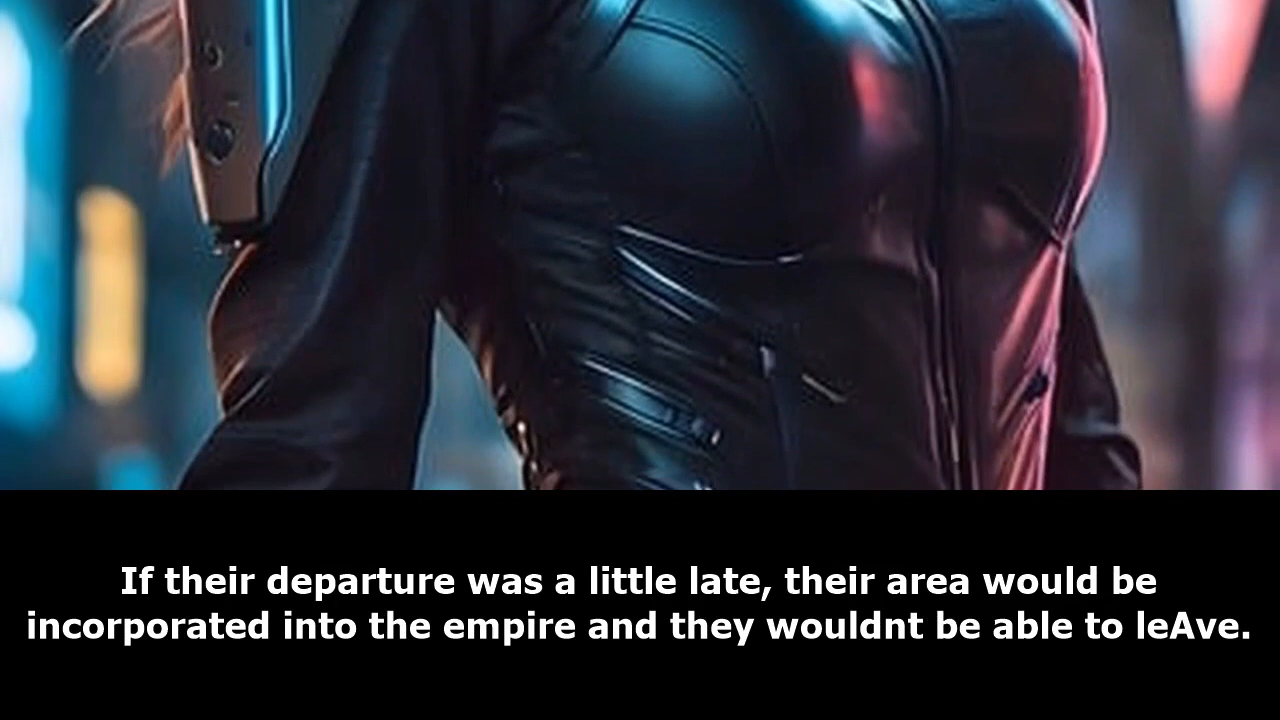 If their departure was a little late, their area would be
incorporated into the empire and they wouldnt be able to leAve.